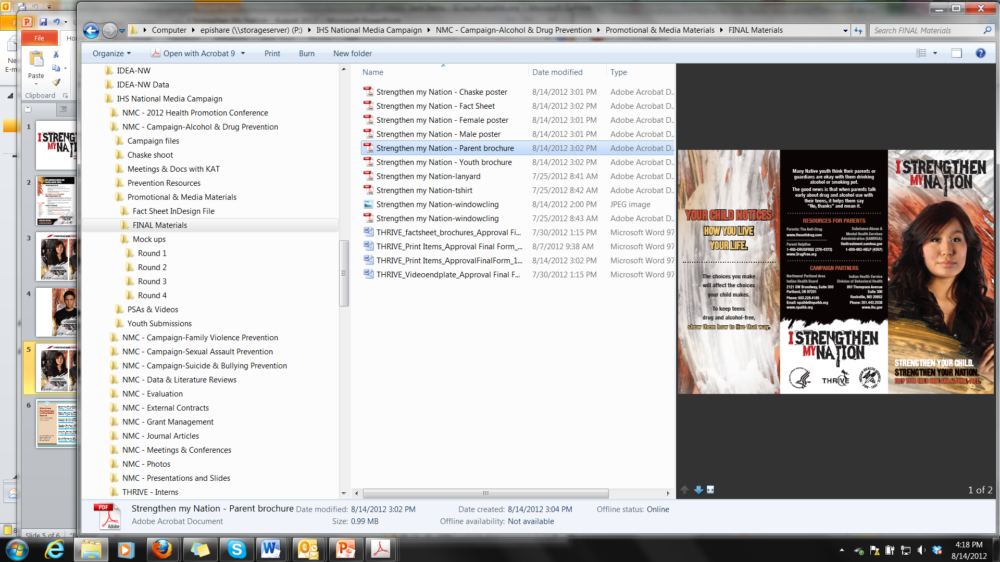 File
Paste
Clipboard
1
2
3
4
5
6
Slide 5 of 6
Computer
epishare (\\storageserver) (P:)
IHS National Media Campaign
NMC - Campaign-Alcohol & Drug Prevention
Promotional & Media Materials
FINAL Materials
Search FINAL Materials
Organize
Open with Acrobat 9
Print
Burn
New folder
IDEA-NW
IDEA-NW Data
IHS National Media Campaign
NMC - 2012 Health Promotion Conference
NMC - Campaign-Alcohol & Drug Prevention
Campaign files
Chaske shoot
Meetings & Docs with KAT
Prevention Resources
Promotional & Media Materials
Fact Sheet InDesign File
FINAL Materials
Mock ups
Round 1
Round 2
Round 3
Round 4
PSAs & Videos
Youth Submissions
NMC - Campaign-Family Violence Prevention
NMC - Campaign-Sexual Assault Prevention
NMC - Campaign-Suicide & Bullying Prevention
NMC - Data & Literature Reviews
NMC - Evaluation
NMC - External Contracts
NMC - Grant Management
NMC - Journal Articles
NMC - Meetings & Conferences
NMC - Photos
NMC - Presentations and Slides
THRIVE - Interns
Name Date modified Type
Strengthen my Nation - Chaske poster 8/14/2012 3:01 PM Adobe Acrobat D...
Strengthen my Nation - Fact Sheet 8/14/2012 3:02 PM Adobe Acrobat D...
Strengthen my Nation - Female poster 8/14/2012 3:01 PM Adobe Acrobat D...
Strengthen my Nation - Male poster 8/14/2012 3:01 PM Adobe Acrobat D...
Strengthen my Nation - Parent brochure 8/14/2012 3:02 PM Adobe Acrobat D...
Strengthen my Nation - Youth brochure 8/14/2012 3:02 PM Adobe Acrobat D...
Strengthen my Nation-lanyard 7/25/2012 8:41 AM Adobe Acrobat D...
Strengthen my Nation-tshirt 7/25/2012 8:42 AM Adobe Acrobat D...
Strengthen my Nation-windowcling 8/14/2012 2:00 PM JPEG image
Strengthen my Nation-windowcling 7/25/2012 8:43 AM Adobe Acrobat D...
THRIVE_factsheet_brochures_Approval Fi... 7/30/2012 1:15 PM Microsoft Word 97
THRIVE_Print Items_Approval Final Form_... 8/7/2012 9:38 AM Microsoft Word 97
THRIVE_Print Items_ApprovalFinalForm_1... 8/14/2012 3:02 PM Microsoft Word 97
THRIVE_Videoendplate_Approval Final F... 7/30/2012 1:15 PM Microsoft Word 97
YOUR CHILD NOTICES
HOW YOU LIVE
YOUR LIFE.
The choices you make
will affect the choices
your child makes.
To keep teens
drug and alcohol-free,
show them how to live that way.
Many Native youth think their parents or
guardians are okay with them drinking
alcohol or smoking pot.
The good news is that when parents talk
early about drug and alcohol use with
their teens, it helps them say
"No, thanks" and mean it.
RESOURCES FOR PARENTS
Parents: The Anti-Drug
www.theantidrug.com
Parent Helpline
1-855-DRUGFREE (378-4373)
www.DrugFree.org
Substance Abuse &
Mental Health Services
Administration (SAMHSA):
findtreatment.samhsa.gov
1-800-662-HELP (4357)
CAMPAIGN PARTNERS
Northwest Portland Area
Indian Health Board
2121 SW Broadway, Suite 300
Portland, OR 97201
Phone: 503.228.4185
Email: npaihb@npaihb.org
www.npaihb.org
Indian Health Service
Division of Behavioral Health
801 Thompson Avenue
Suite 300
Rockville, MD 20852
Phone: 301.443.2038
www.ihs.gov
I STRENGTHEN
MY NATION
THRIVE
I STRENGTHEN
MY NATION
STRENGTHEN YOUR CHILD.
STRENGTHEN YOUR NATION.
KEEP YOUR CHILD DRUG AND ALCOHOL-FREE.
1 of 2
Strengthen my Nation - Parent brochure Date modified: 8/14/2012 3:02 PM Date created: 8/14/2012 3:04 PM Offline status: Online
Adobe Acrobat Document Size: 0.99 MB Offline availability: Not available
4:18 PM
8/14/2012